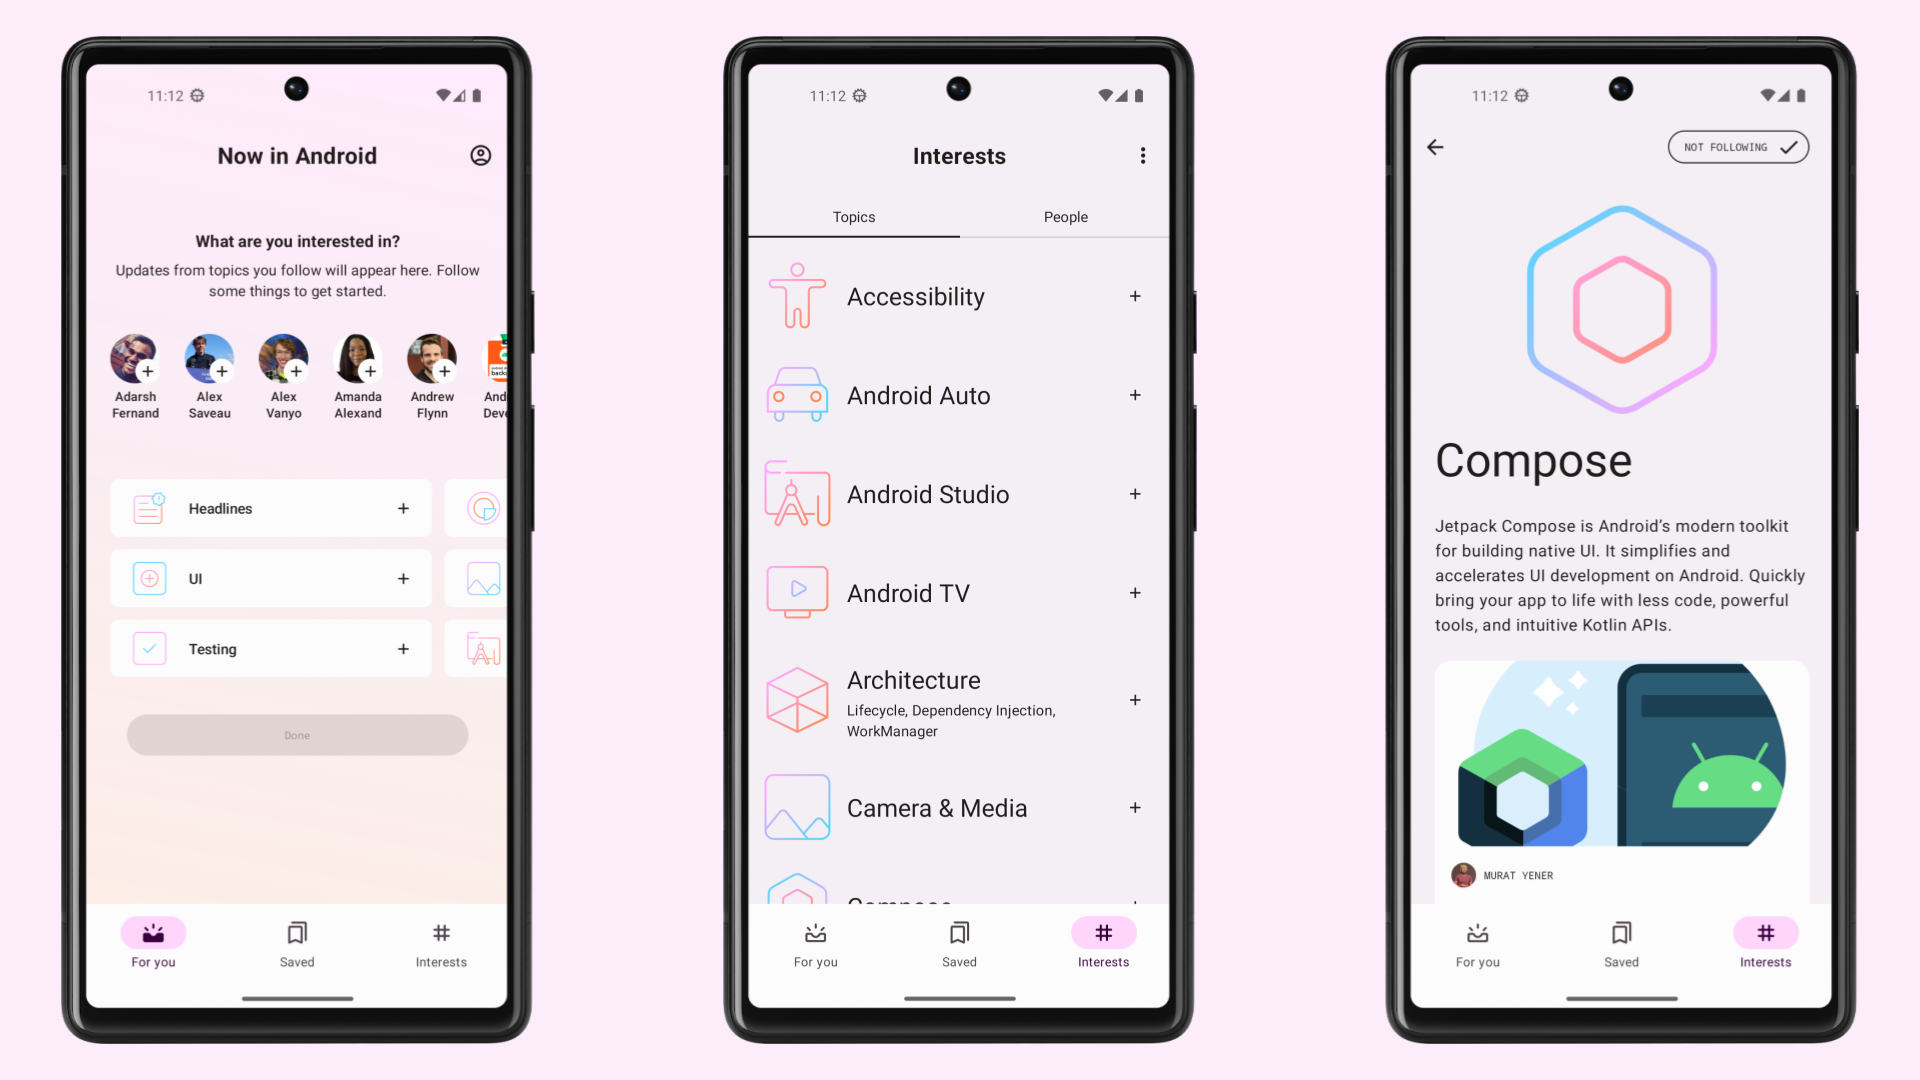 11:12
Now in Android
What are you interested in?
Updates from topics you follow will appear here. Follow
some things to get started.
Adarsh
Fernand
Alex
Saveau
Alex
Vanyo
Amanda
Alexand
Andrew
Flynn
And
Deve
Headlines
UI
Testing
Done
For you
Saved
Interests
11:12
Interests
Topics
People
Accessibility
Android Auto
Android Studio
Android TV
Architecture
Lifecycle, Dependency Injection,
WorkManager
Camera & Media
Compose
For you
Saved
Interests
11:12
NOT FOLLOWING
Compose
Jetpack Compose is Android's modern toolkit
for building native UI. It simplifies and
accelerates UI development on Android. Quickly
bring your app to life with less code, powerful
tools, and intuitive Kotlin APIs.
MURAT YENER
For you
Saved
Interests